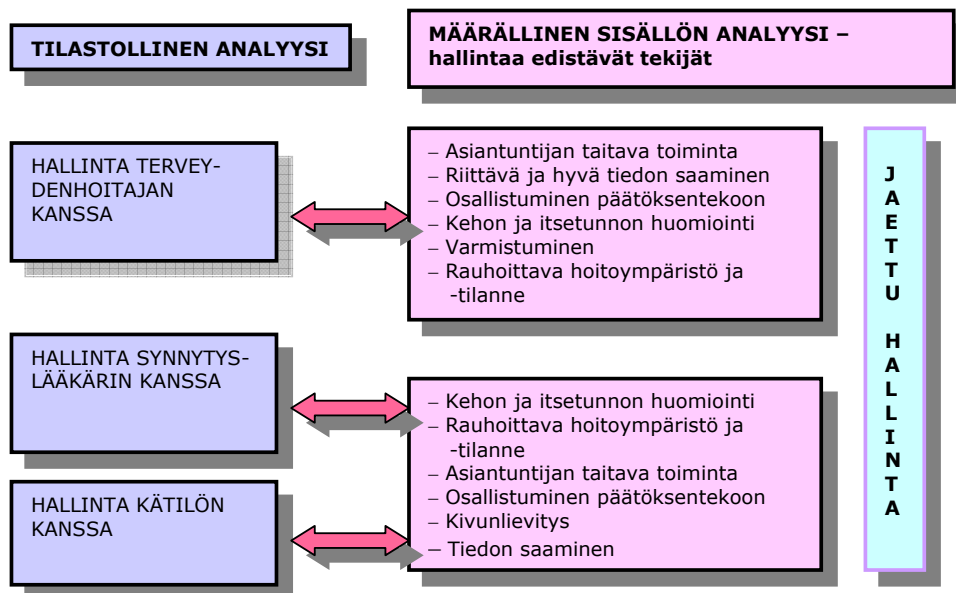 TILASTOLLINEN ANALYYSI
MÄÄRÄLLINEN SISÄLLÖN ANALYYSI –
hallintaa edistävät tekijät
HALLINTA TERVEY-
DENHOITAJAN
KANSSA
– Asiantuntijan taitava toiminta
– Riittävä ja hyvä tiedon saaminen
– Osallistuminen päätöksentekoon
– Kehon ja itsetunnon huomiointi
– Varmistuminen
– Rauhoittava hoitoympäristö ja
-tilanne
HALLINTA SYNNYTYS-
LÄÄKÄRIN KANSSA
HALLINTA KÄTILÖN
KANSSA
– Kehon ja itsetunnon huomiointi
– Rauhoittava hoitoympäristö ja
-tilanne
– Asiantuntijan taitava toiminta
– Osallistuminen päätöksentekoon
– Kivunlievitys
– Tiedon saaminen
JAETTU HALLINTA